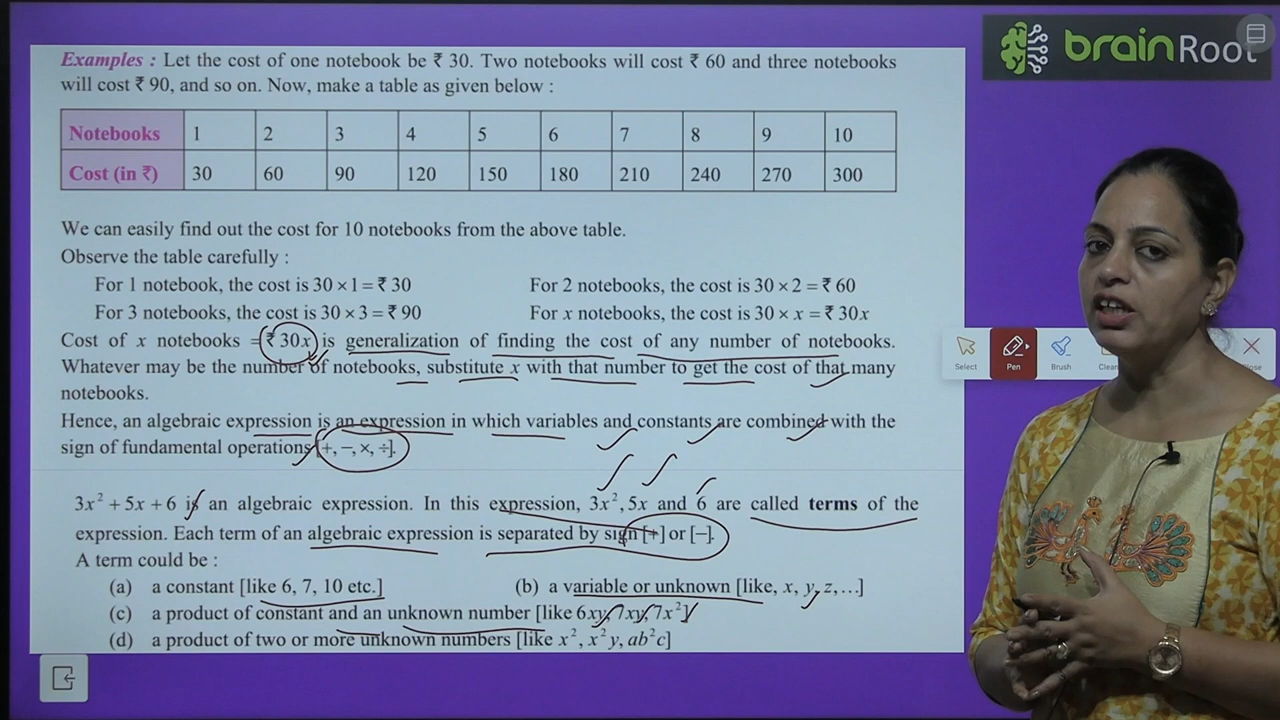 brainRoot
Examples : Let the cost of one notebook be ₹ 30. Two notebooks will cost ₹ 60 and three notebooks
will cost ₹ 90, and so on. Now, make a table as given below :
Notebooks 1 2 3 4 5 6 7 8 9 10
Cost (in ₹) 30 60 90 120 150 180 210 240 270 300
We can easily find out the cost for 10 notebooks from the above table.
Observe the table carefully :
For 1 notebook, the cost is 30 × 1 = ₹ 30 For 2 notebooks, the cost is 30 × 2 = ₹ 60
For 3 notebooks, the cost is 30 × 3 = ₹ 90 For x notebooks, the cost is 30 × x = ₹ 30x
Cost of x notebooks = ₹ 30x is generalization of finding the cost of any number of notebooks.
Whatever may be the number of notebooks, substitute x with that number to get the cost of that many
notebooks.
Select Pen Brush Clean
Hence, an algebraic expression is an expression in which variables and constants are combined with the
sign of fundamental operations [+, −, ×, ÷].
3x² + 5x + 6 is an algebraic expression. In this expression, 3x², 5x and 6 are called terms of the
expression. Each term of an algebraic expression is separated by sign [+] or [−].
A term could be :
(a) a constant [like 6, 7, 10 etc.] (b) a variable or unknown [like, x, y, z,…]
(c) a product of constant and an unknown number [like 6xy, 7xy, 7x²]
(d) a product of two or more unknown numbers [like x², x²y, ab²c]